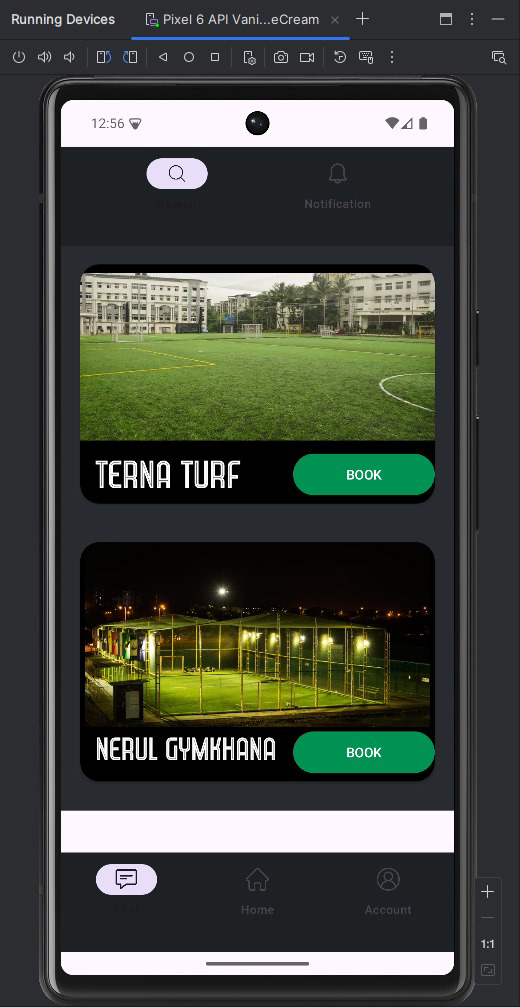 Running Devices
Pixel 6 API Vani...eCream
12:56
Search
Notification
TERNA TURF
BOOK
NERUL GYMKHANA
BOOK
Chat
Home
Account
1:1